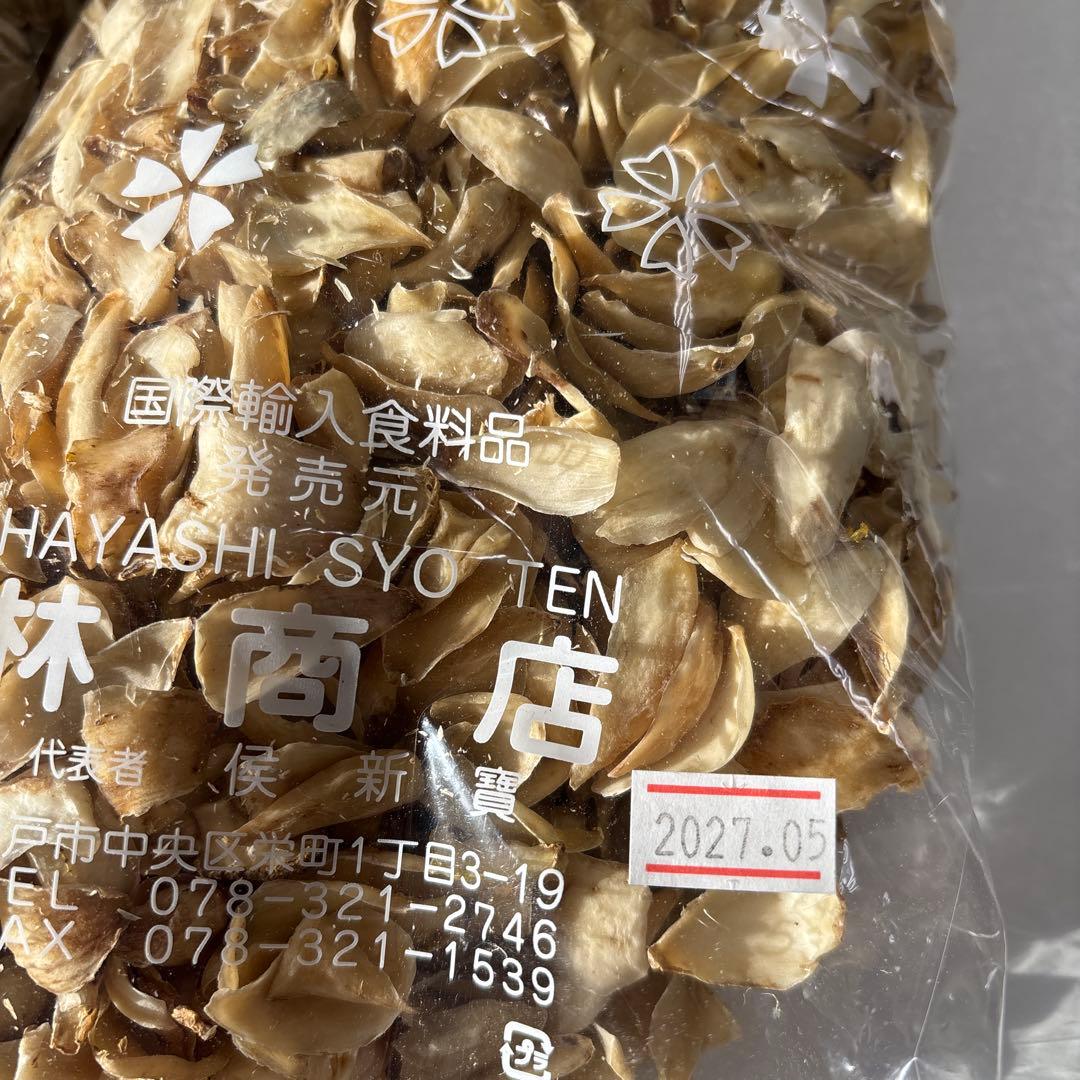 国際輸入食料品
発売元
HAYASHI SYO TEN
林商店
代表者 侯新寶
戸市中央区栄町1丁目3-19
EL 078-321-2746
AX 078-321-1539
2027.05
プラ